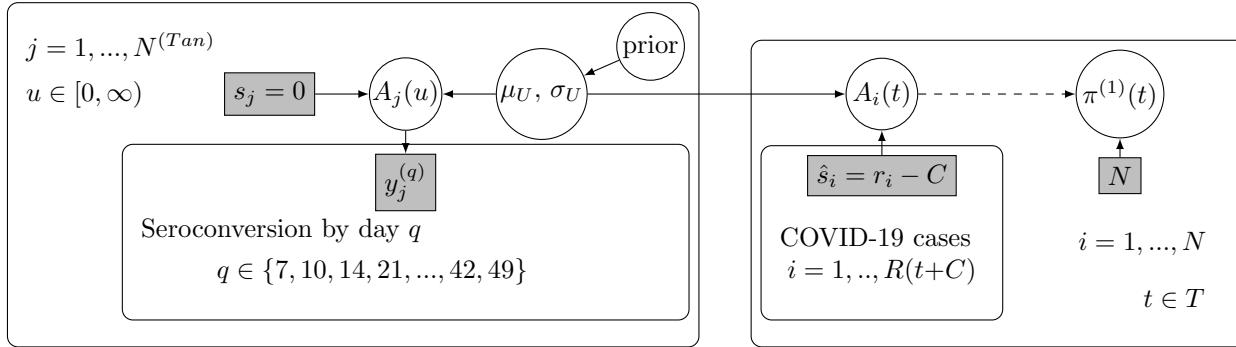 j = 1, ..., N^{(Tan)}
u ∈ [0, ∞)
s_j = 0
A_j(u)
μ_U, σ_U
prior
y_j^{(q)}
Seroconversion by day q
q ∈ {7, 10, 14, 21, ..., 42, 49}
A_i(t)
π^{(1)}(t)
ŝ_i = r_i − C
N
COVID-19 cases
i = 1, .., R(t+C)
i = 1, ..., N
t ∈ T